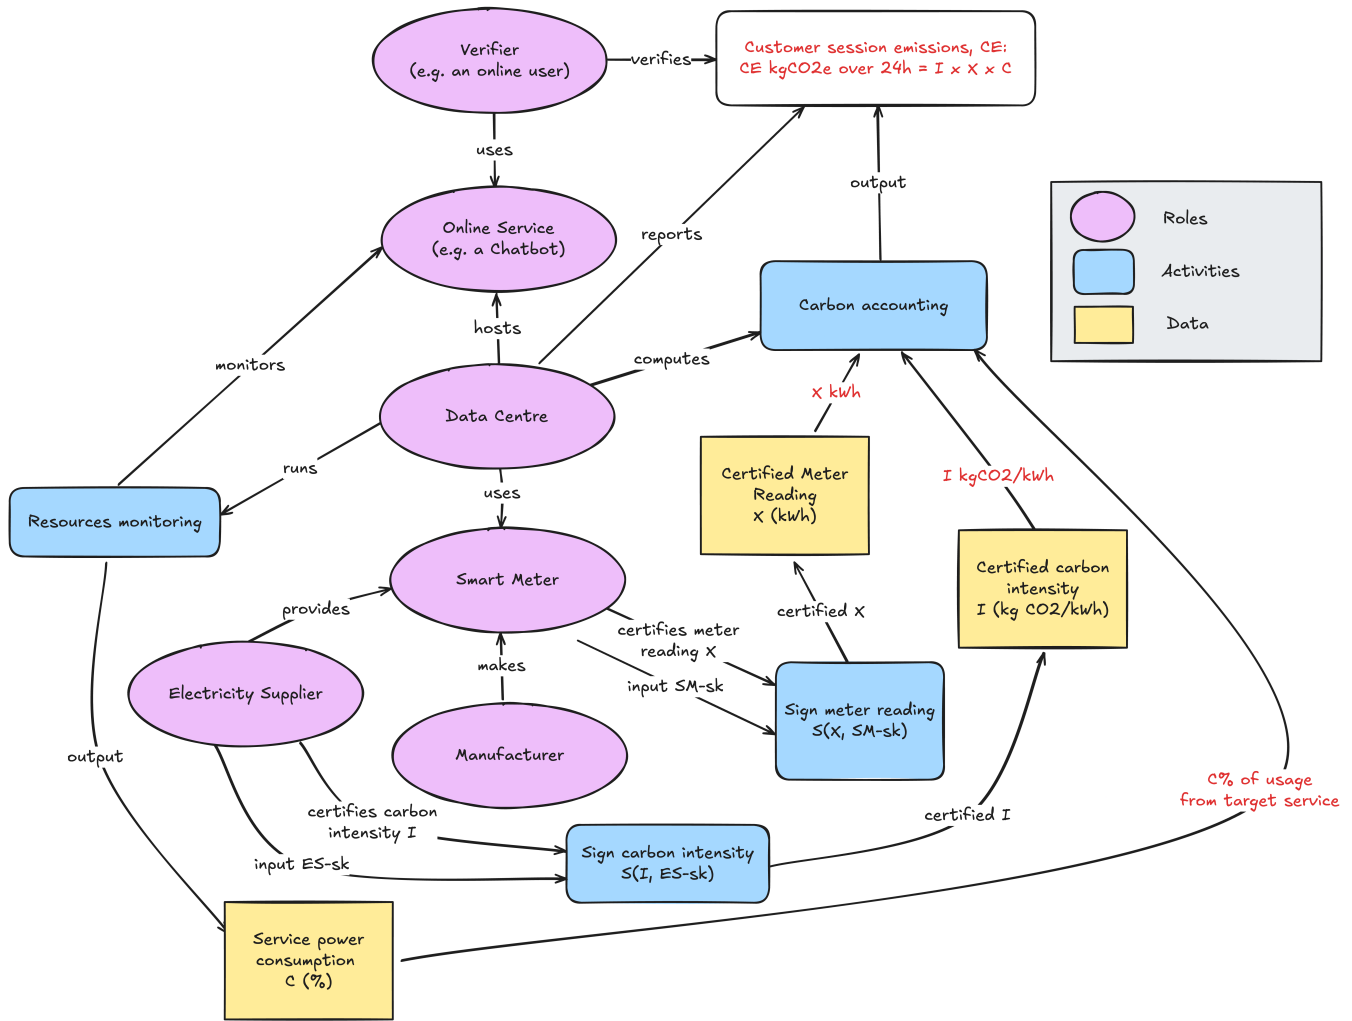 Verifier
(e.g. an online user)
verifies
Customer session emissions, CE:
CE kgCO2e over 24h = I x X x C
uses
output
Roles
Online Service
(e.g. a Chatbot)
reports
Activities
Carbon accounting
Data
hosts
monitors
computes
X kWh
Data Centre
runs
Certified Meter
Reading
X (kWh)
I kgCO2/kWh
uses
Resources monitoring
Smart Meter
Certified carbon
intensity
I (kg CO2/kWh)
provides
certified X
certifies meter
reading X
makes
input SM-sk
Electricity Supplier
Sign meter reading
S(X, SM-sk)
Manufacturer
output
C% of usage
from target service
certifies carbon
intensity I
certified I
input ES-sk
Sign carbon intensity
S(I, ES-sk)
Service power
consumption
C (%)